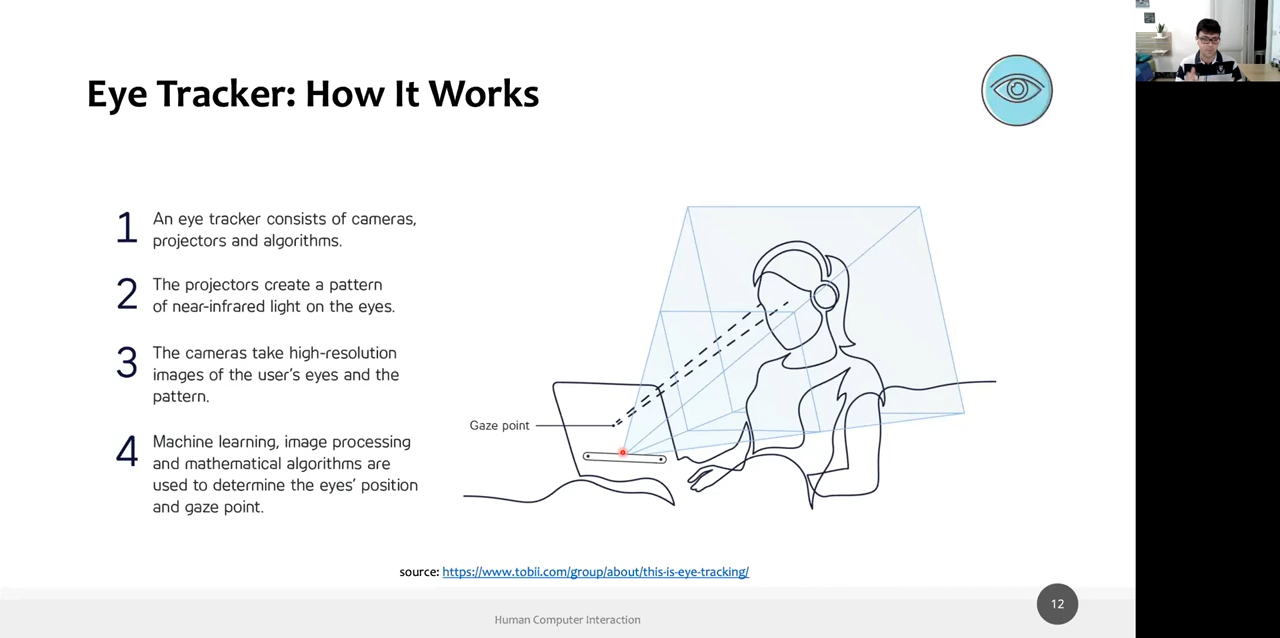 Eye Tracker: How It Works
1
An eye tracker consists of cameras,
projectors and algorithms.
2
The projectors create a pattern
of near-infrared light on the eyes.
3
The cameras take high-resolution
images of the user's eyes and the
pattern.
4
Machine learning, image processing
and mathematical algorithms are
used to determine the eyes' position
and gaze point.
Gaze point
source: https://www.tobii.com/group/about/this-is-eye-tracking/
Human Computer Interaction
12